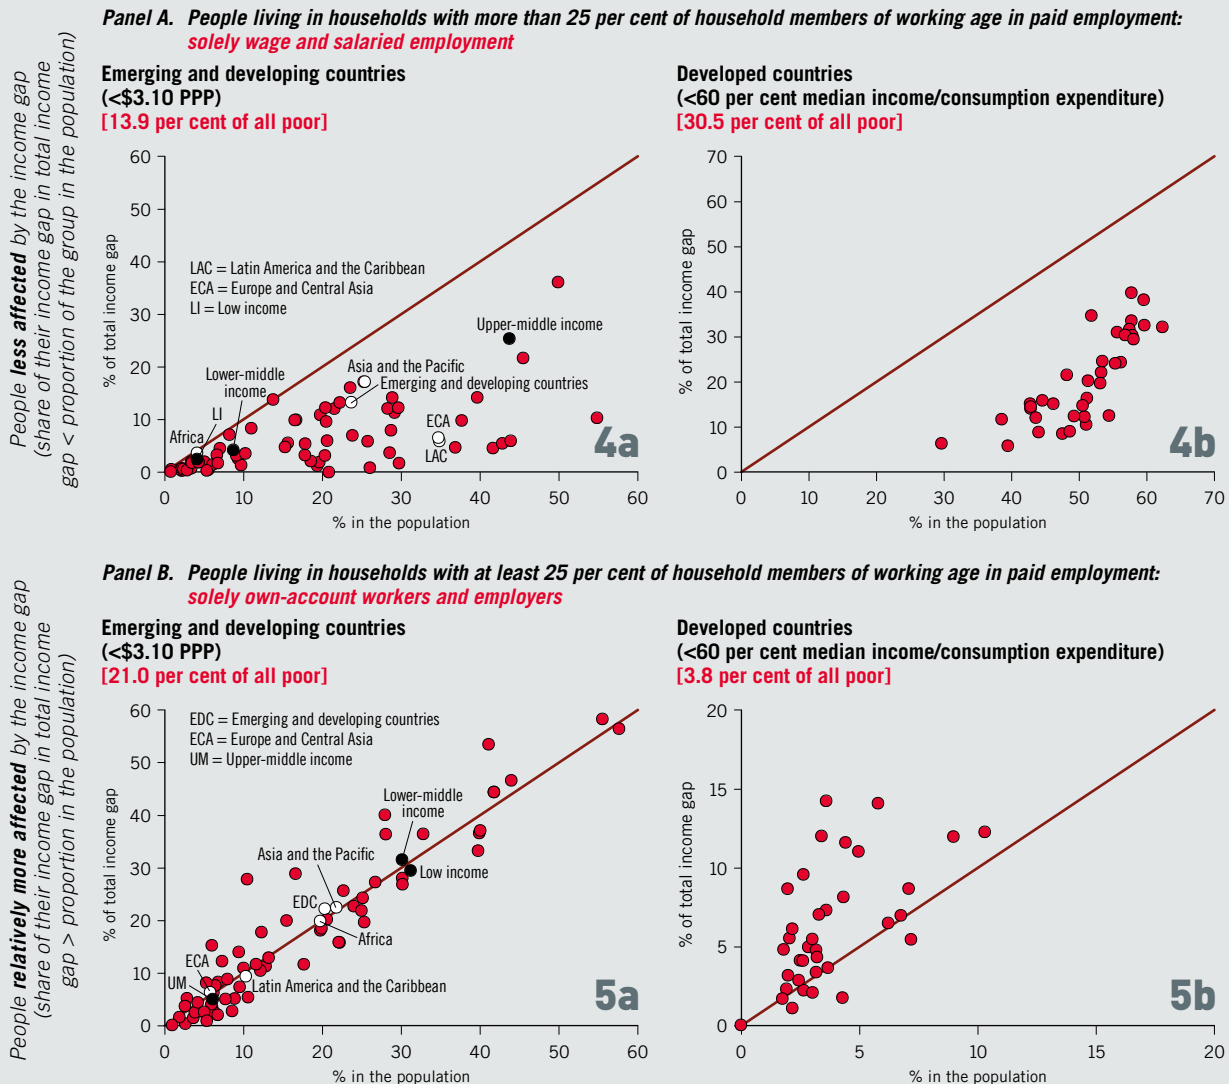 Panel A. People living in households with more than 25 per cent of household members of working age in paid employment:
solely wage and salaried employment
People less affected by the income gap
(share of their income gap in total income
gap < proportion of the group in the population)
Emerging and developing countries
(<$3.10 PPP)
[13.9 per cent of all poor]
% of total income gap
60
50
40
30
20
10
0
LAC = Latin America and the Caribbean
ECA = Europe and Central Asia
LI = Low income
Upper-middle income
Asia and the Pacific
Emerging and developing countries
Lower-middle
income
LI
Africa
ECA
LAC
4a
0 10 20 30 40 50 60
% in the population
Developed countries
(<60 per cent median income/consumption expenditure)
[30.5 per cent of all poor]
% of total income gap
70
60
50
40
30
20
10
0
4b
0 10 20 30 40 50 60 70
% in the population
Panel B. People living in households with at least 25 per cent of household members of working age in paid employment:
solely own-account workers and employers
People relatively more affected by the income gap
(share of their income gap in total income
gap > proportion in the population)
Emerging and developing countries
(<$3.10 PPP)
[21.0 per cent of all poor]
% of total income gap
60
50
40
30
20
10
0
EDC = Emerging and developing countries
ECA = Europe and Central Asia
UM = Upper-middle income
Lower-middle
income
Asia and the Pacific
Low income
EDC
Africa
ECA
UM
Latin America and the Caribbean
5a
0 10 20 30 40 50 60
% in the population
Developed countries
(<60 per cent median income/consumption expenditure)
[3.8 per cent of all poor]
% of total income gap
20
15
10
5
0
5b
0 5 10 15 20
% in the population